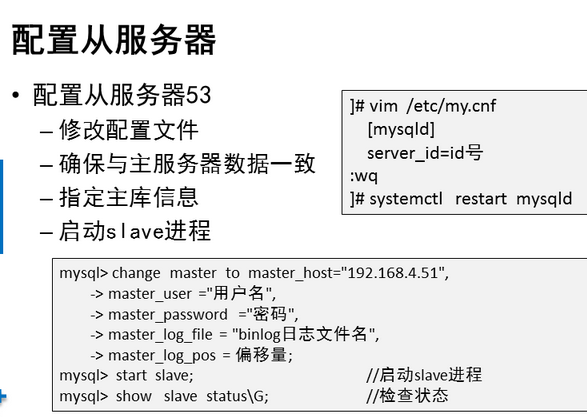 配置从服务器
• 配置从服务器53
– 修改配置文件
– 确保与主服务器数据一致
– 指定主库信息
– 启动slave进程
]# vim /etc/my.cnf
[mysqld]
server_id=id号
:wq
]# systemctl restart mysqld
mysql> change master to master_host="192.168.4.51",
-> master_user ="用户名",
-> master_password ="密码",
-> master_log_file = "binlog日志文件名",
-> master_log_pos = 偏移量;
mysql> start slave; //启动slave进程
mysql> show slave status\G; //检查状态